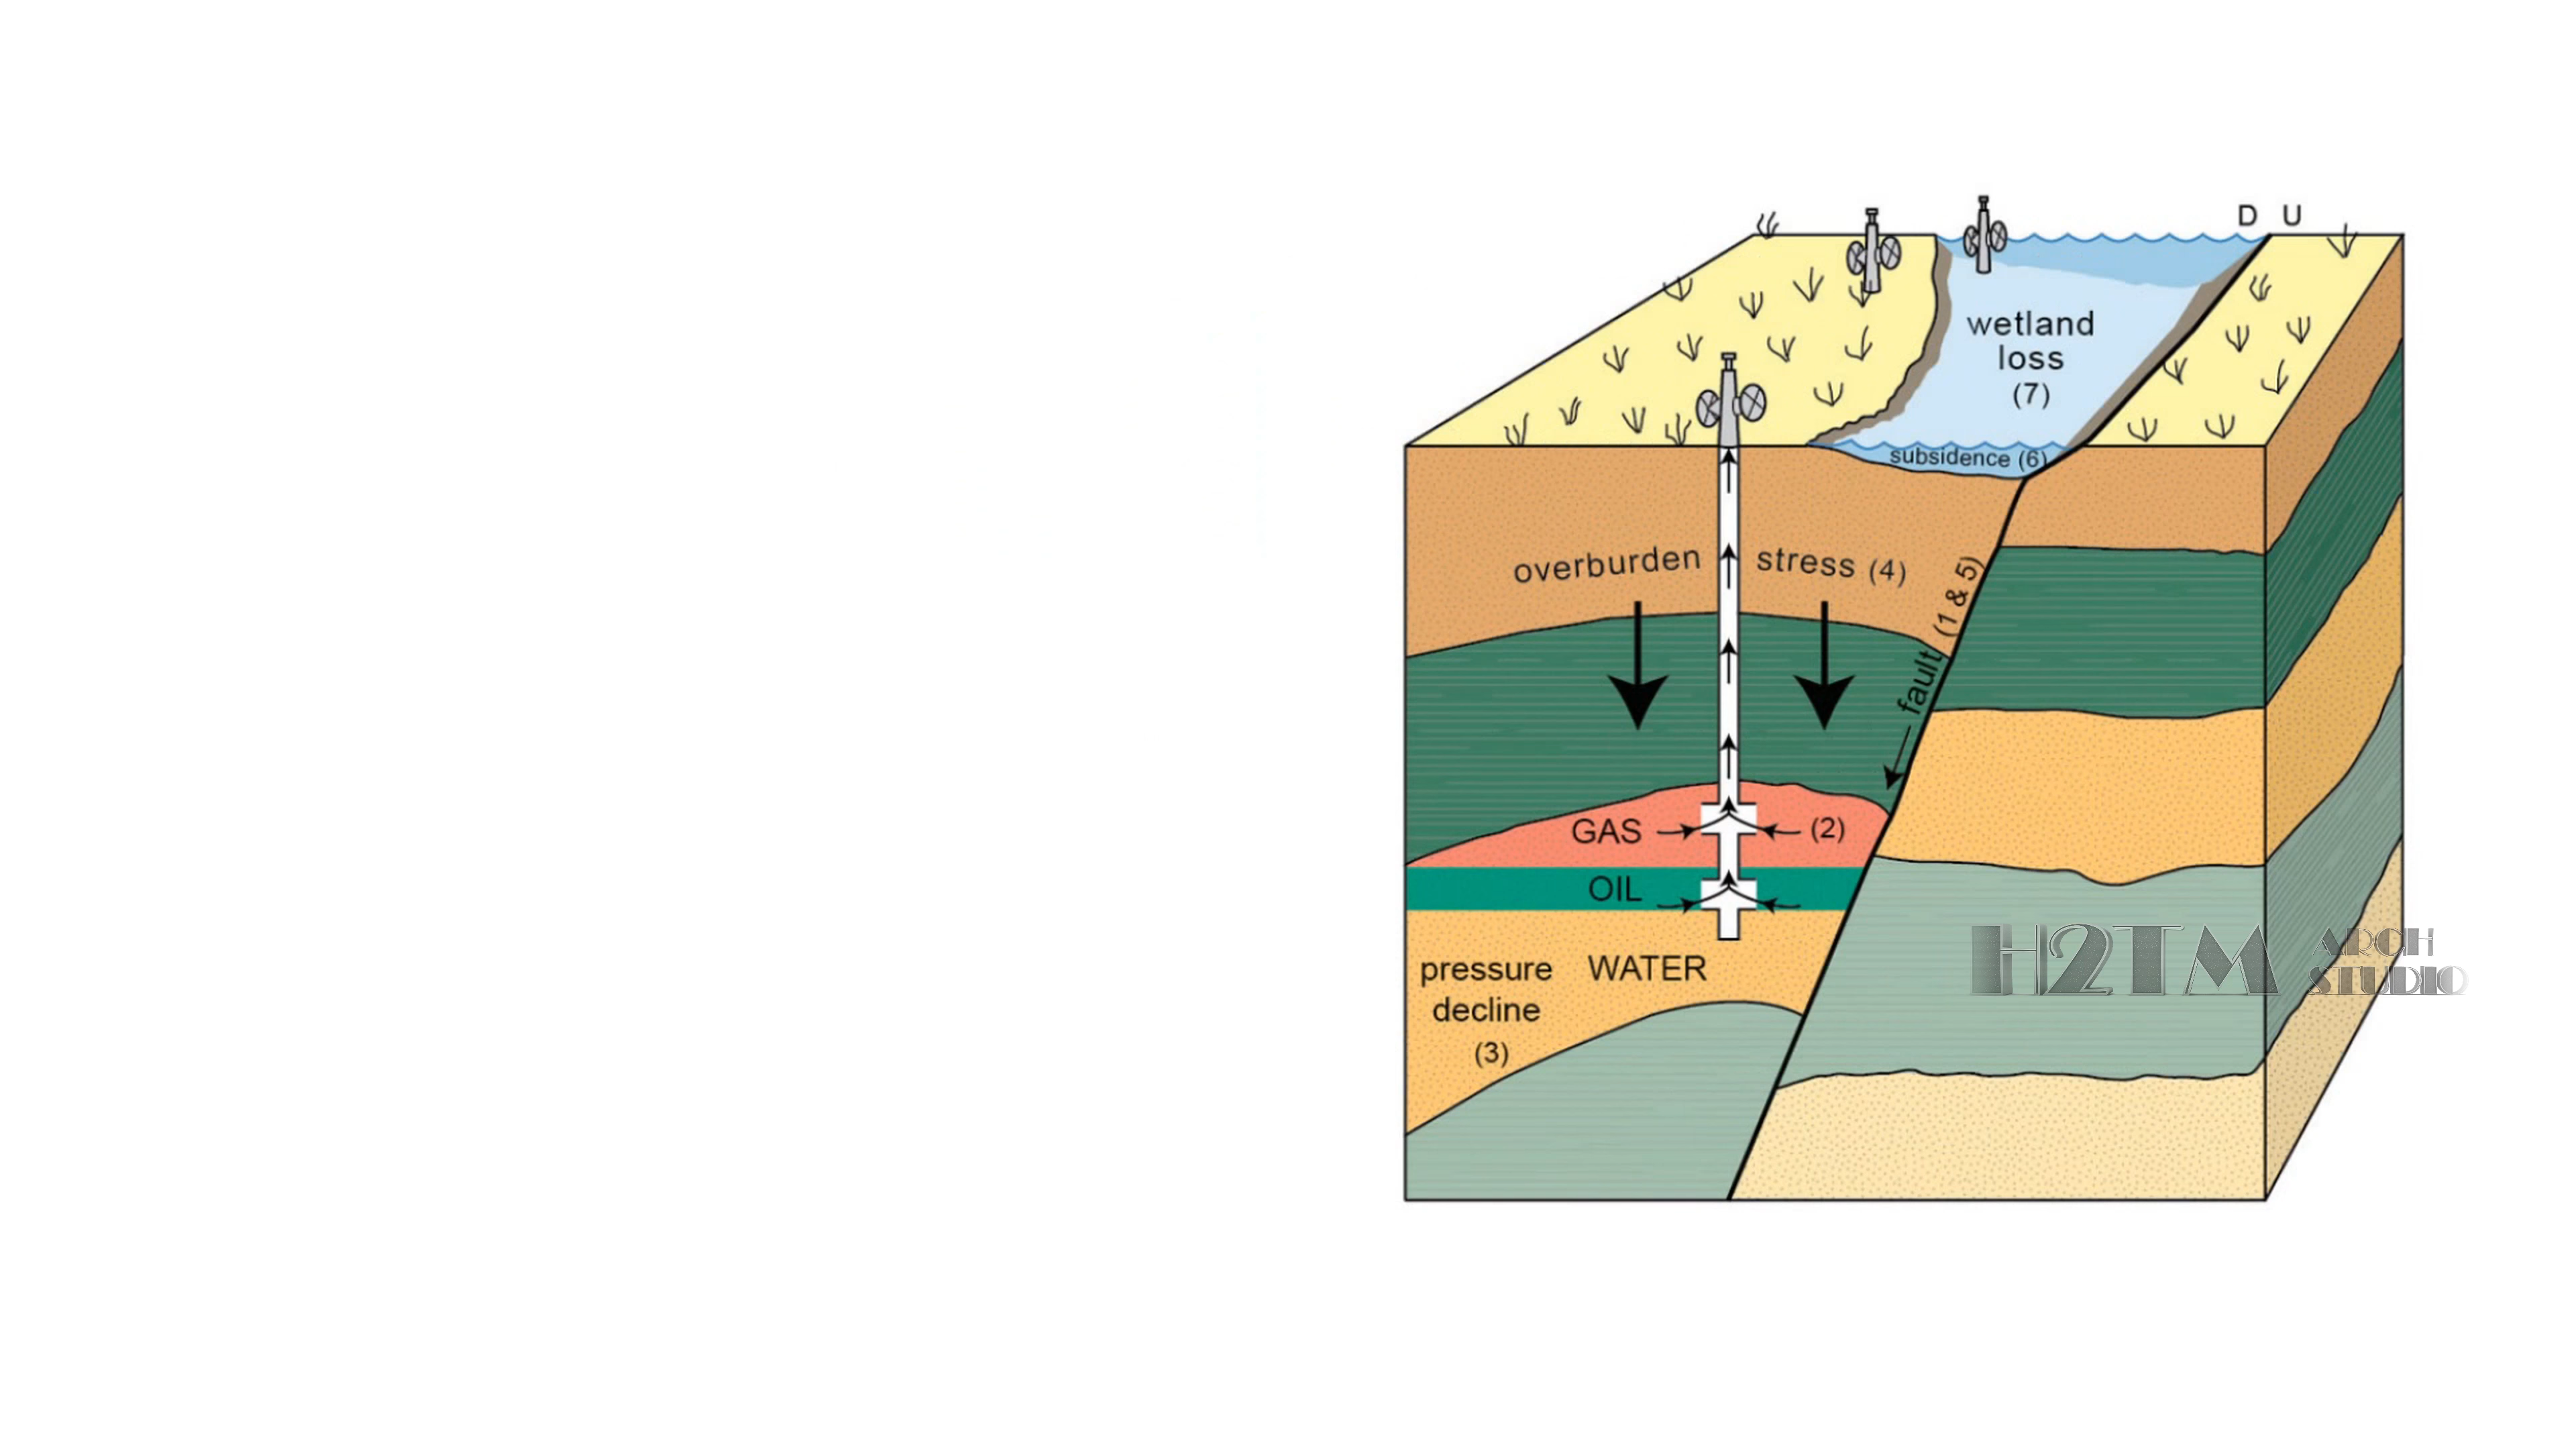 D U
wetland
loss
(7)
subsidence (6)
overburden stress (4)
fault (1 & 5)
GAS (2)
OIL
pressure WATER
decline
(3)
H2TM ARCH
STUDIO